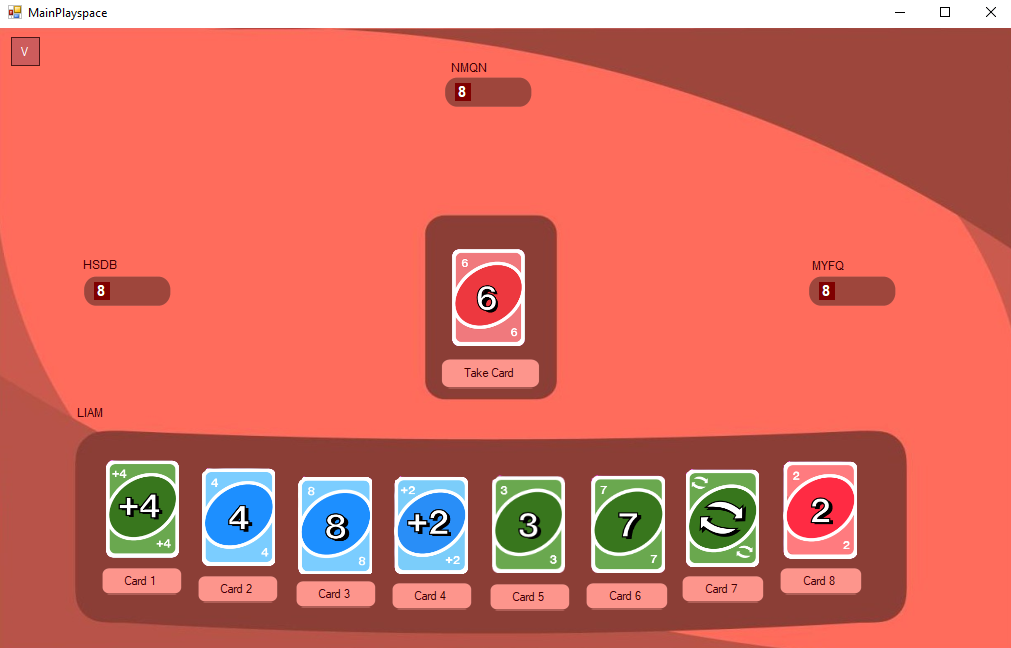 MainPlayspace
V
NMQN
8
HSDB
8
MYFQ
8
6
6
6
Take Card
LIAM
+4
+4
+4
4
4
4
8
8
8
+2
+2
+2
3
3
3
7
7
7
2
2
2
Card 1
Card 2
Card 3
Card 4
Card 5
Card 6
Card 7
Card 8